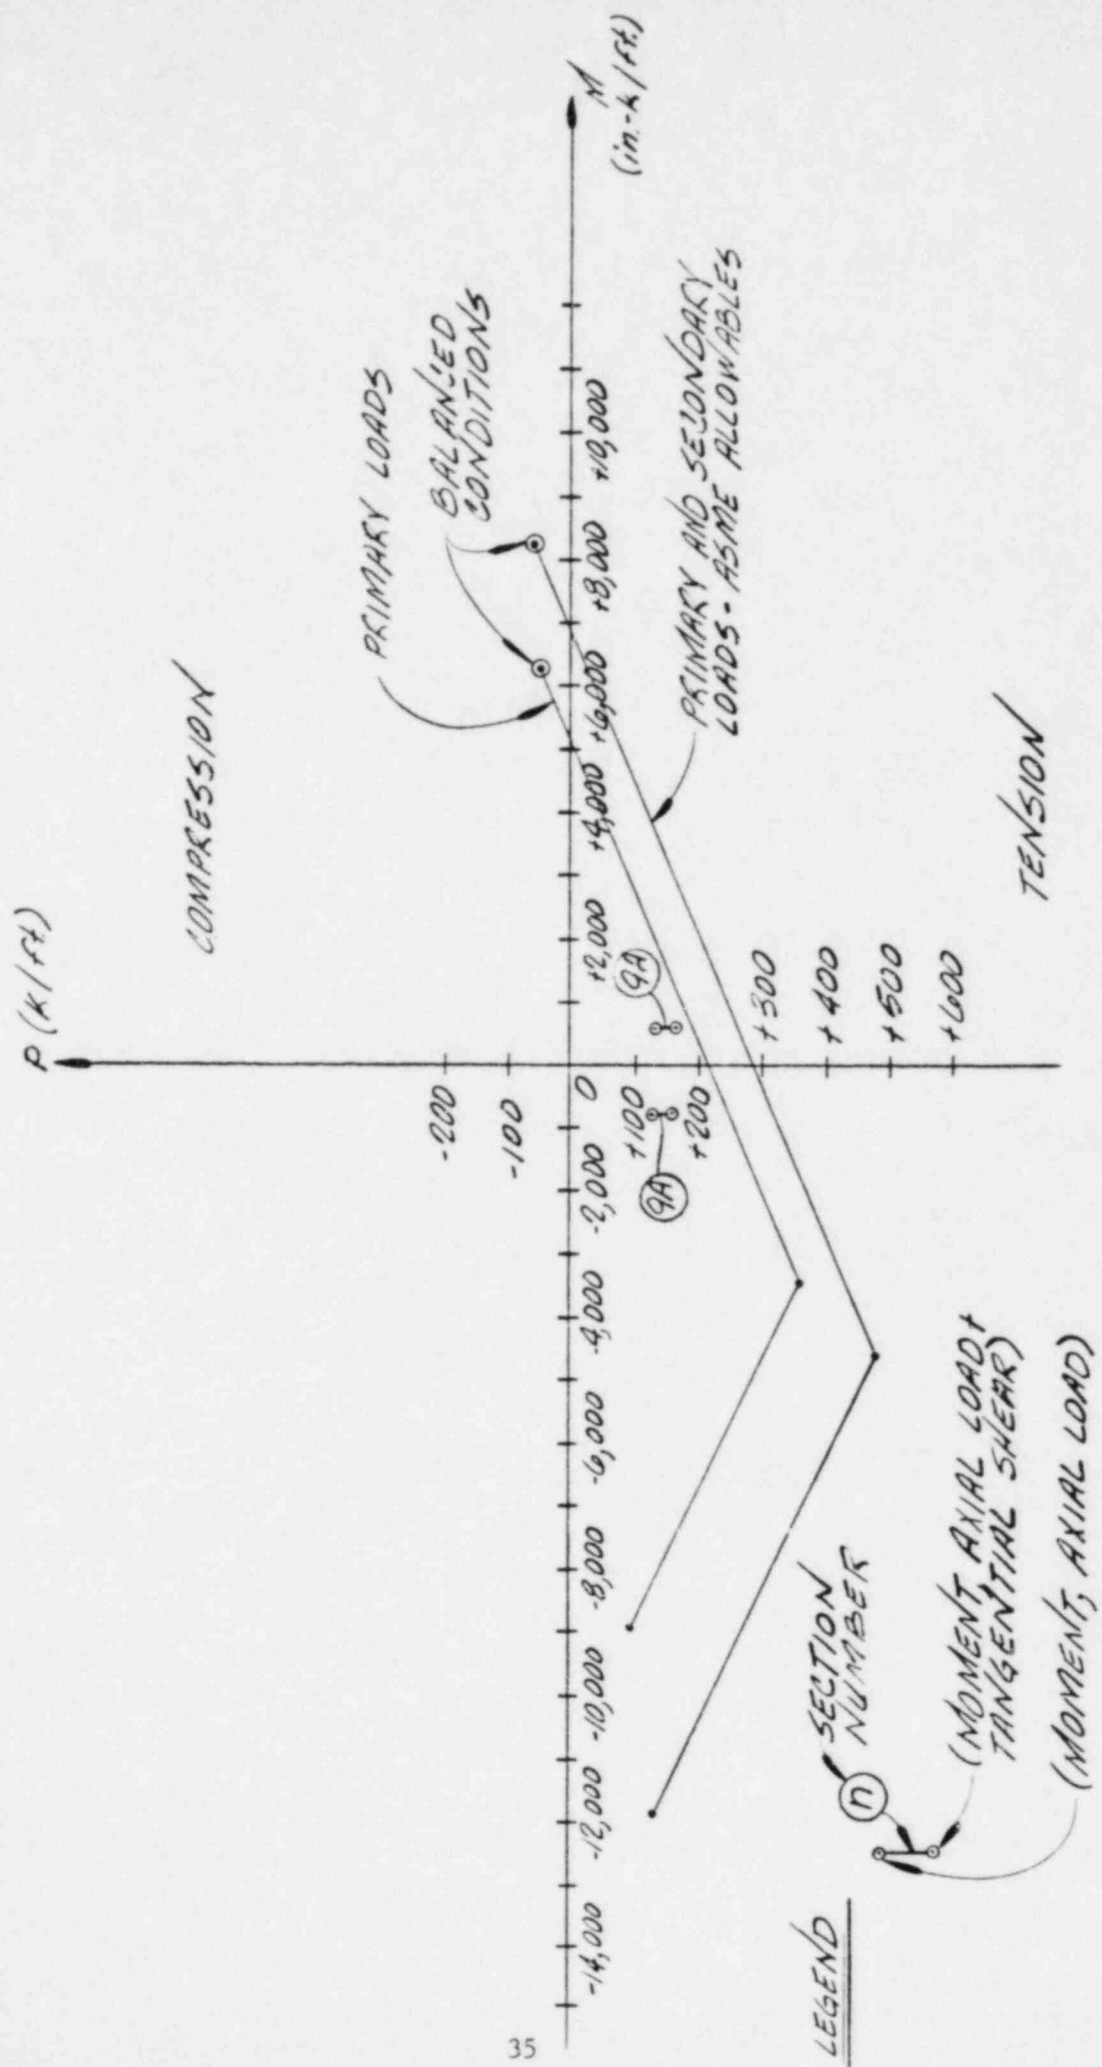 P (K/ft)
COMPRESSION
PRIMARY LOADS
BALANCED
CONDITIONS
M
(in.-k/ft.)
-200
-100
0
+100
+200
+300
+400
+500
+600
-14,000
-12,000
-10,000
-8,000
-6,000
-4,000
-2,000
+2,000
+4,000
+6,000
+8,000
+10,000
9A
9A
PRIMARY AND SECONDARY
LOADS - ASME ALLOWABLES
TENSION
LEGEND
n
SECTION
NUMBER
(MOMENT, AXIAL LOAD +
TANGENTIAL SHEAR)
(MOMENT, AXIAL LOAD)
35